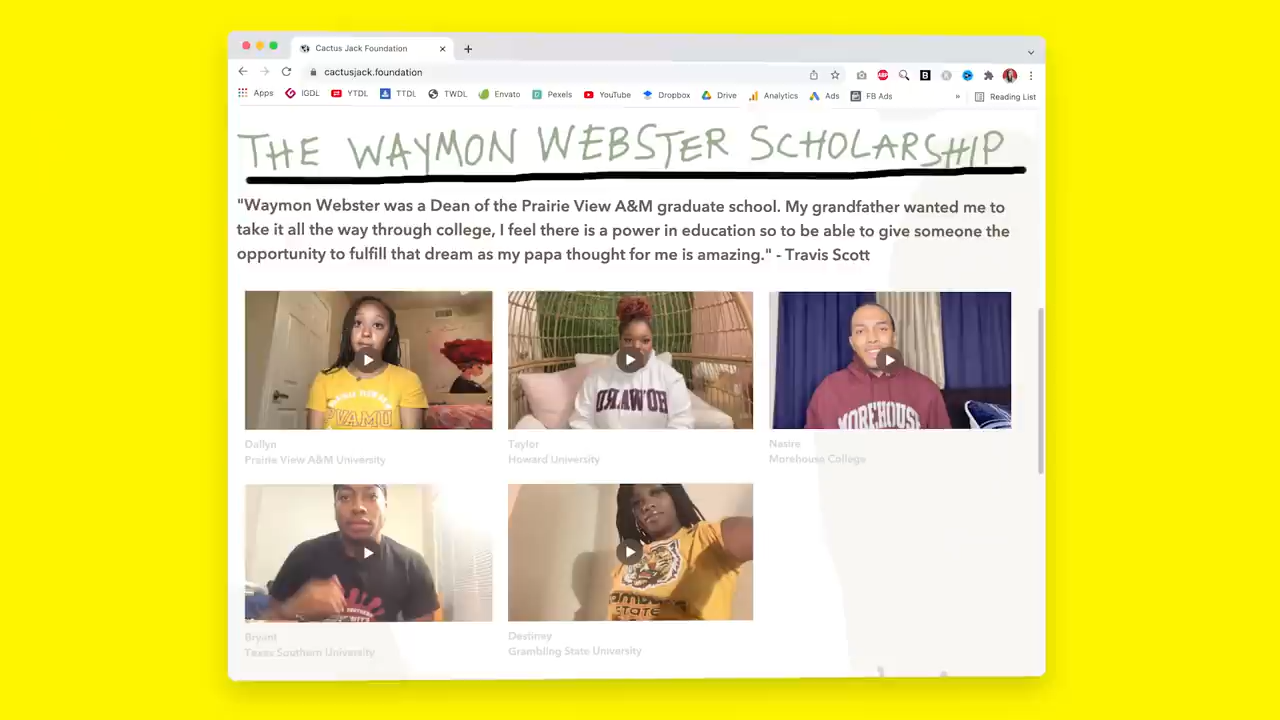 Cactus Jack Foundation
cactusjack.foundation
ABP
B
Apps IGDL YTDL TTDL TWDL Envato Pexels YouTube Dropbox Drive Analytics Ads FB Ads » Reading List
THE WAYMON WEBSTER SCHOLARSHIP
"Waymon Webster was a Dean of the Prairie View A&M graduate school. My grandfather wanted me to
take it all the way through college, I feel there is a power in education so to be able to give someone the
opportunity to fulfill that dream as my papa thought for me is amazing." - Travis Scott
PVAMU
HOWARD
MOREHOUSE
Dallyn
Prairie View A&M University
Taylor
Howard University
Nasire
Morehouse College
STATE
Bryant
Texas Southern University
Destiney
Grambling State University